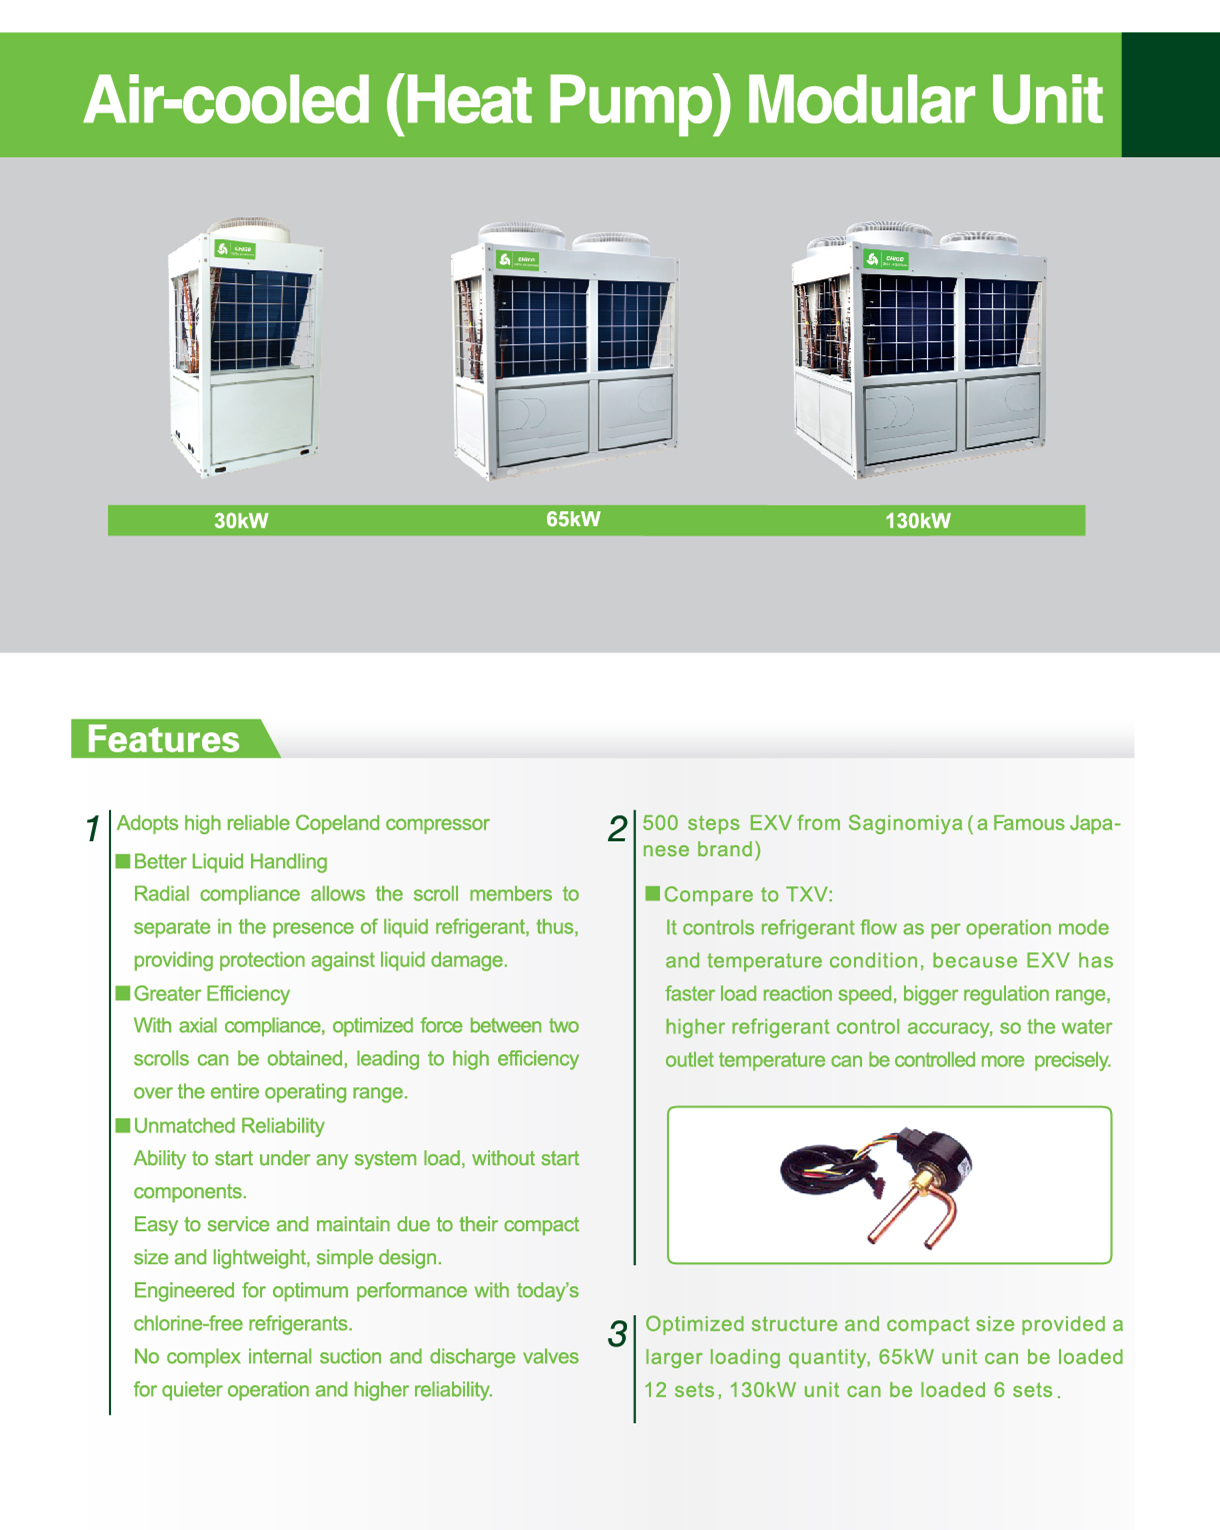 Air-cooled (Heat Pump) Modular Unit
CHIGO
CHIGO
CHIGO
30kW
65kW
130kW
Features
1
Adopts high reliable Copeland compressor
Better Liquid Handling
Radial compliance allows the scroll members to
separate in the presence of liquid refrigerant, thus,
providing protection against liquid damage.
Greater Efficiency
With axial compliance, optimized force between two
scrolls can be obtained, leading to high efficiency
over the entire operating range.
Unmatched Reliability
Ability to start under any system load, without start
components.
Easy to service and maintain due to their compact
size and lightweight, simple design.
Engineered for optimum performance with today’s
chlorine-free refrigerants.
No complex internal suction and discharge valves
for quieter operation and higher reliability.
2
500 steps EXV from Saginomiya ( a Famous Japa-
nese brand)
Compare to TXV:
It controls refrigerant flow as per operation mode
and temperature condition, because EXV has
faster load reaction speed, bigger regulation range,
higher refrigerant control accuracy, so the water
outlet temperature can be controlled more precisely.
3
Optimized structure and compact size provided a
larger loading quantity, 65kW unit can be loaded
12 sets, 130kW unit can be loaded 6 sets.